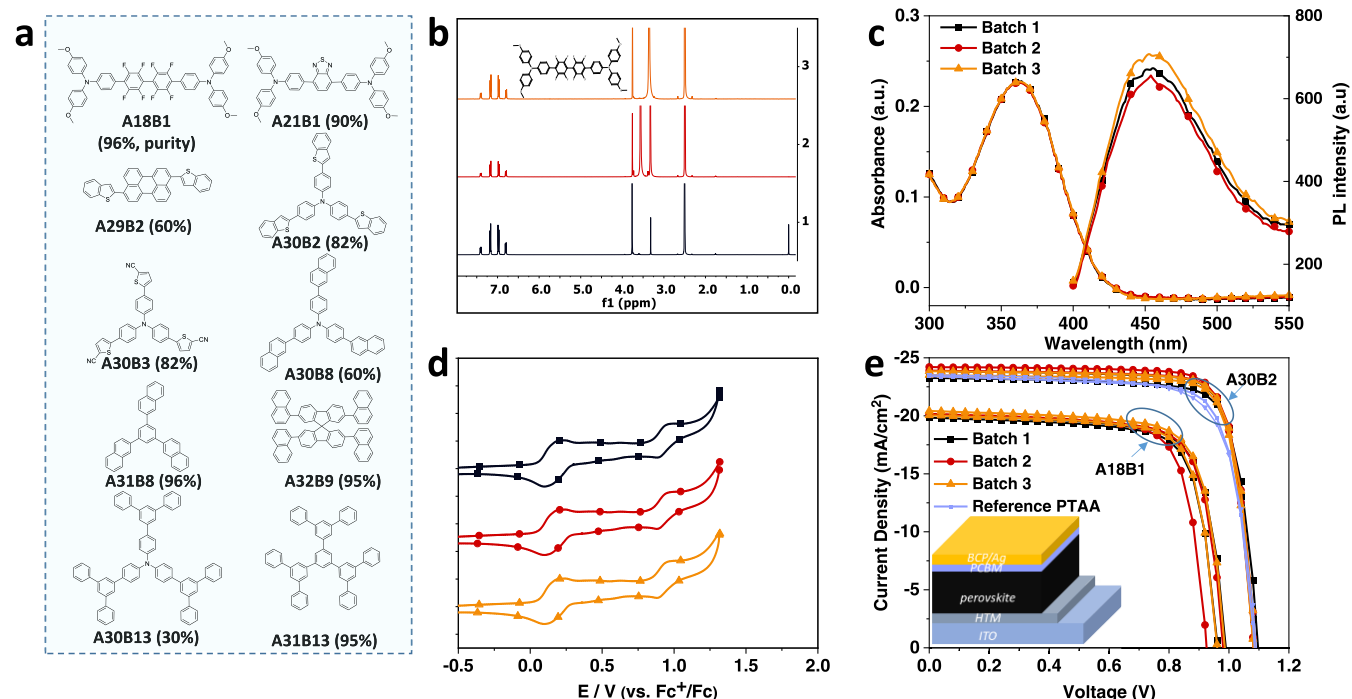 a
A18B1
(96%, purity)
A21B1 (90%)
A29B2 (60%)
A30B2 (82%)
A30B3 (82%)
A30B8 (60%)
A31B8 (96%)
A32B9 (95%)
A30B13 (30%)
A31B13 (95%)
b
3
2
1
8.0 7.0 6.0 5.0 4.0 3.0 2.0 1.0 0.0
f1 (ppm)
c
Batch 1
Batch 2
Batch 3
Absorbance (a.u.)
0.3
0.2
0.1
0.0
PL intensity (a.u)
800
600
400
200
300 350 400 450 500 550
Wavelength (nm)
d
-0.5 0.0 0.5 1.0 1.5 2.0
E / V (vs. Fc⁺/Fc)
e
Current Density (mA/cm²)
-25
-20
-15
-10
-5
0
A30B2
A18B1
Batch 1
Batch 2
Batch 3
Reference PTAA
BCP/Ag
PCBM
perovskite
HTM
ITO
0.0 0.2 0.4 0.6 0.8 1.0 1.2
Voltage (V)